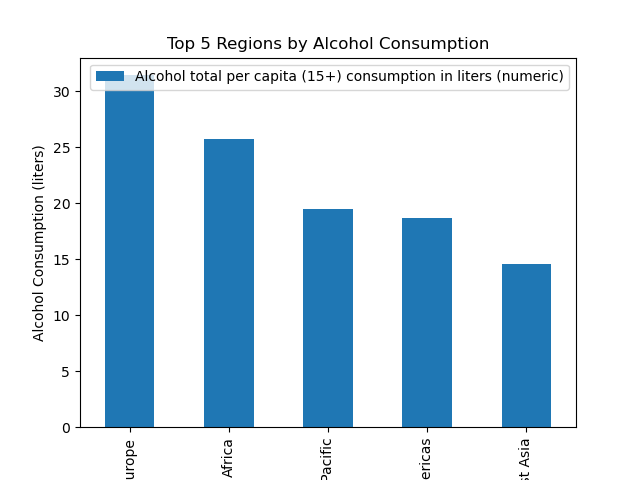 Top 5 Regions by Alcohol Consumption
Alcohol total per capita (15+) consumption in liters (numeric)
Alcohol Consumption (liters)
30
25
20
15
10
5
0
urope
Africa
Pacific
ericas
st Asia